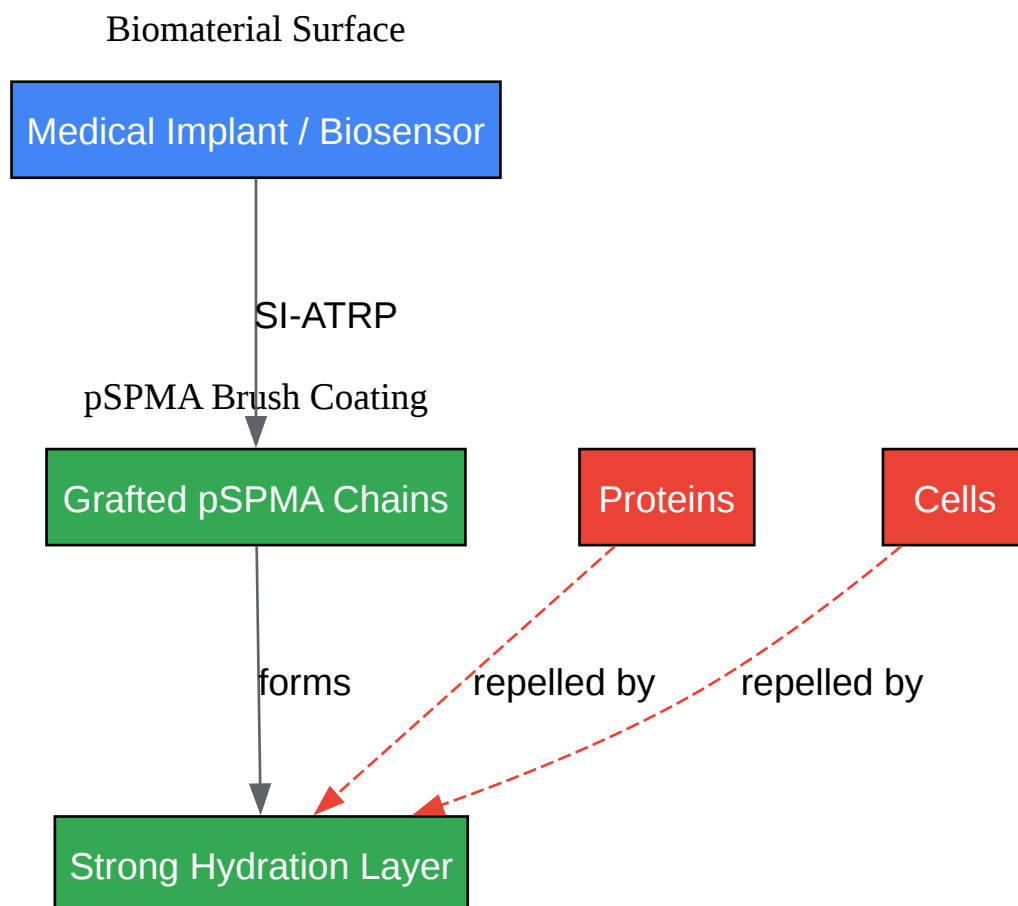 Biomaterial Surface
Medical Implant / Biosensor
SI-ATRP
pSPMA Brush Coating
Grafted pSPMA Chains
Proteins
Cells
forms
repelled by
repelled by
Strong Hydration Layer